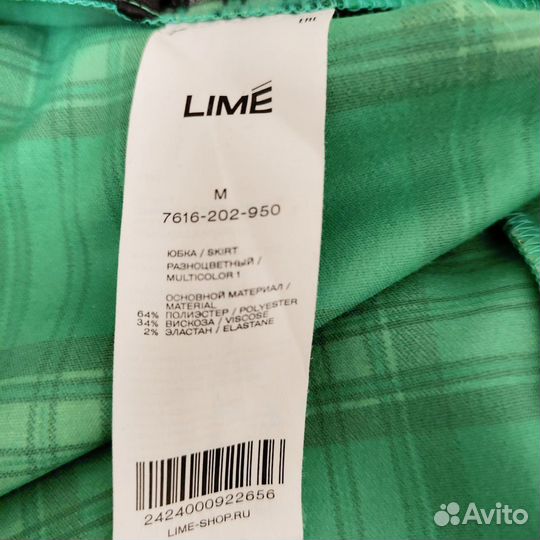 LIMÉ
M
7616-202-950
ЮБКА / SKIRT
РАЗНОЦВЕТНЫЙ /
MULTICOLOR 1
ОСНОВНОЙ МАТЕРИАЛ /
MATERIAL
64% ПОЛИЭСТЕР / POLYESTER
34% ВИСКОЗА / VISCOSE
2% ЭЛАСТАН / ELASTANE
2424000922656
LIME-SHOP.RU
Avito